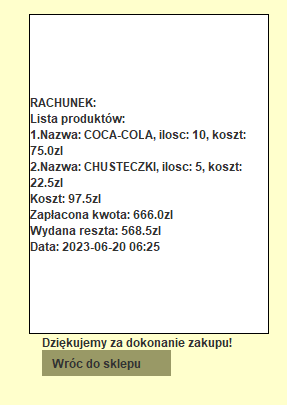 RACHUNEK:
Lista produktów:
1.Nazwa: COCA-COLA, ilosc: 10, koszt:
75.0zl
2.Nazwa: CHUSTECZKI, ilosc: 5, koszt:
22.5zl
Koszt: 97.5zl
Zapłacona kwota: 666.0zl
Wydana reszta: 568.5zl
Data: 2023-06-20 06:25
Dziękujemy za dokonanie zakupu!
Wróc do sklepu